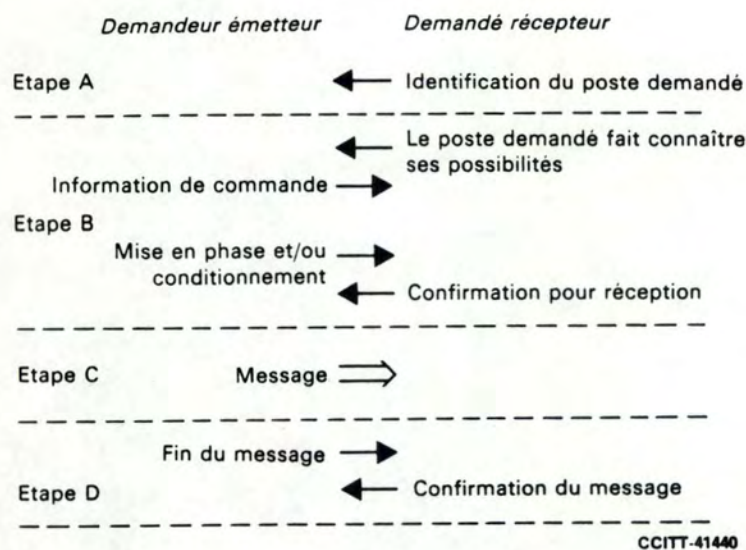 Demandeur émetteur Demandé récepteur
Etape A Identification du poste demandé
Le poste demandé fait connaître
ses possibilités
Information de commande
Etape B
Mise en phase et/ou
conditionnement
Confirmation pour réception
Etape C Message
Fin du message
Etape D Confirmation du message
CCITT-41440